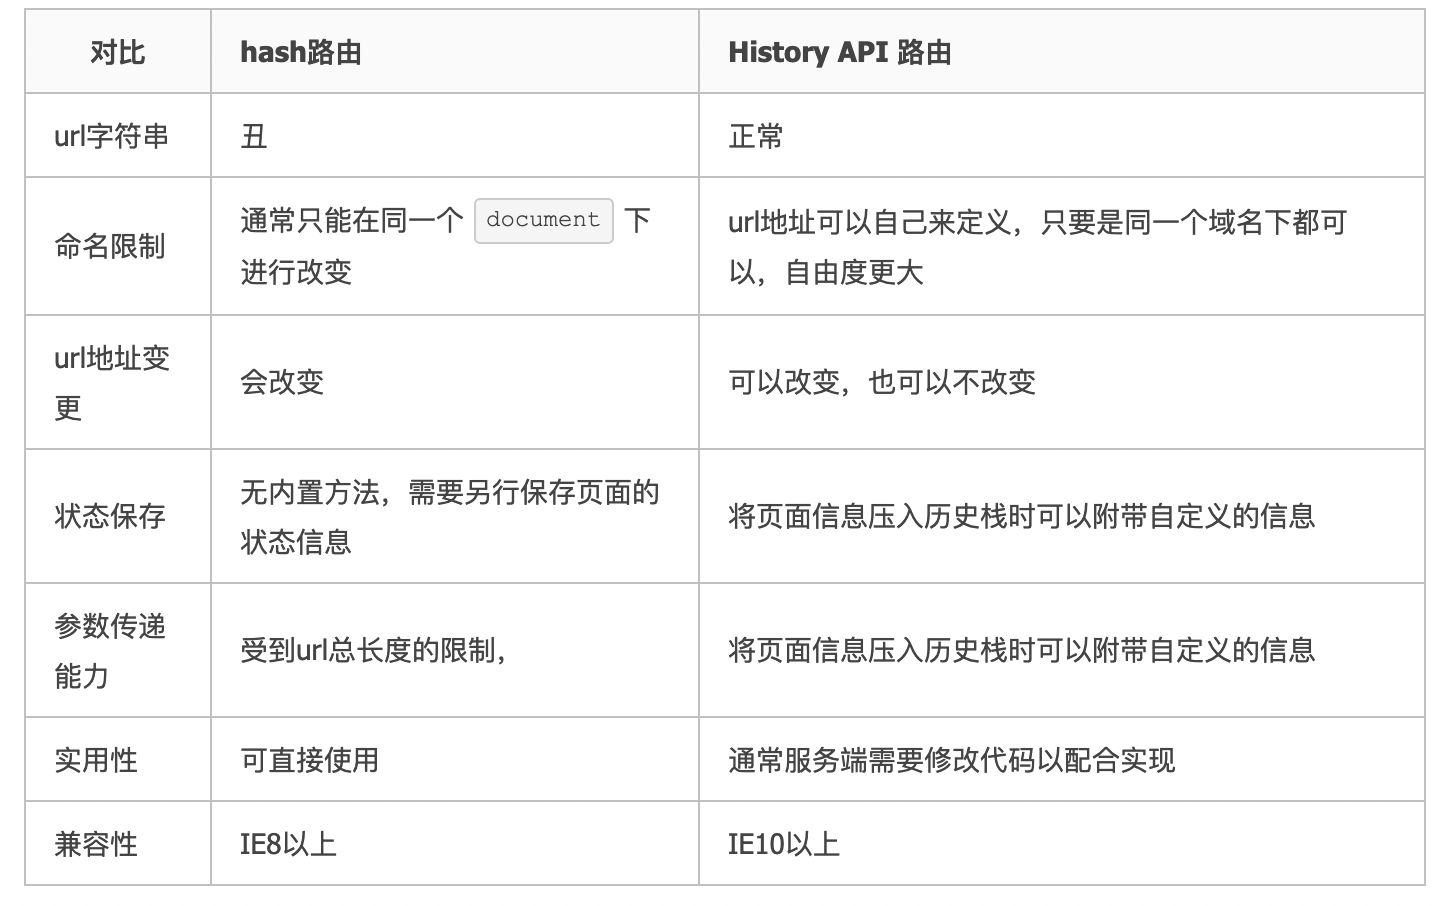 对比
hash路由
History API 路由
url字符串
丑
正常
命名限制
通常只能在同一个 document 下
进行改变
url地址可以自己来定义，只要是同一个域名下都可
以，自由度更大
url地址变
更
会改变
可以改变，也可以不改变
状态保存
无内置方法，需要另行保存页面的
状态信息
将页面信息压入历史栈时可以附带自定义的信息
参数传递
能力
受到url总长度的限制，
将页面信息压入历史栈时可以附带自定义的信息
实用性
可直接使用
通常服务端需要修改代码以配合实现
兼容性
IE8以上
IE10以上